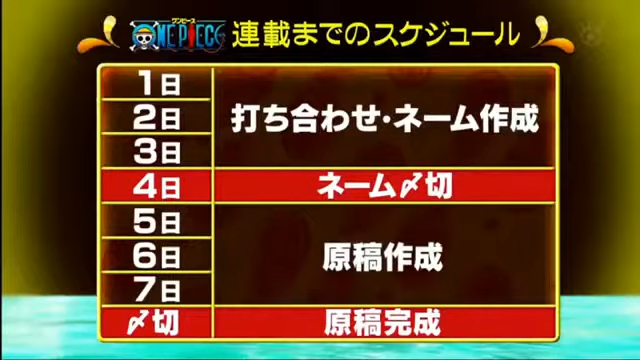 ワンピース
ONE PIECE 連載までのスケジュール
1日
2日 打ち合わせ・ネーム作成
3日
4日 ネーム〆切
5日
6日 原稿作成
7日
〆切 原稿完成